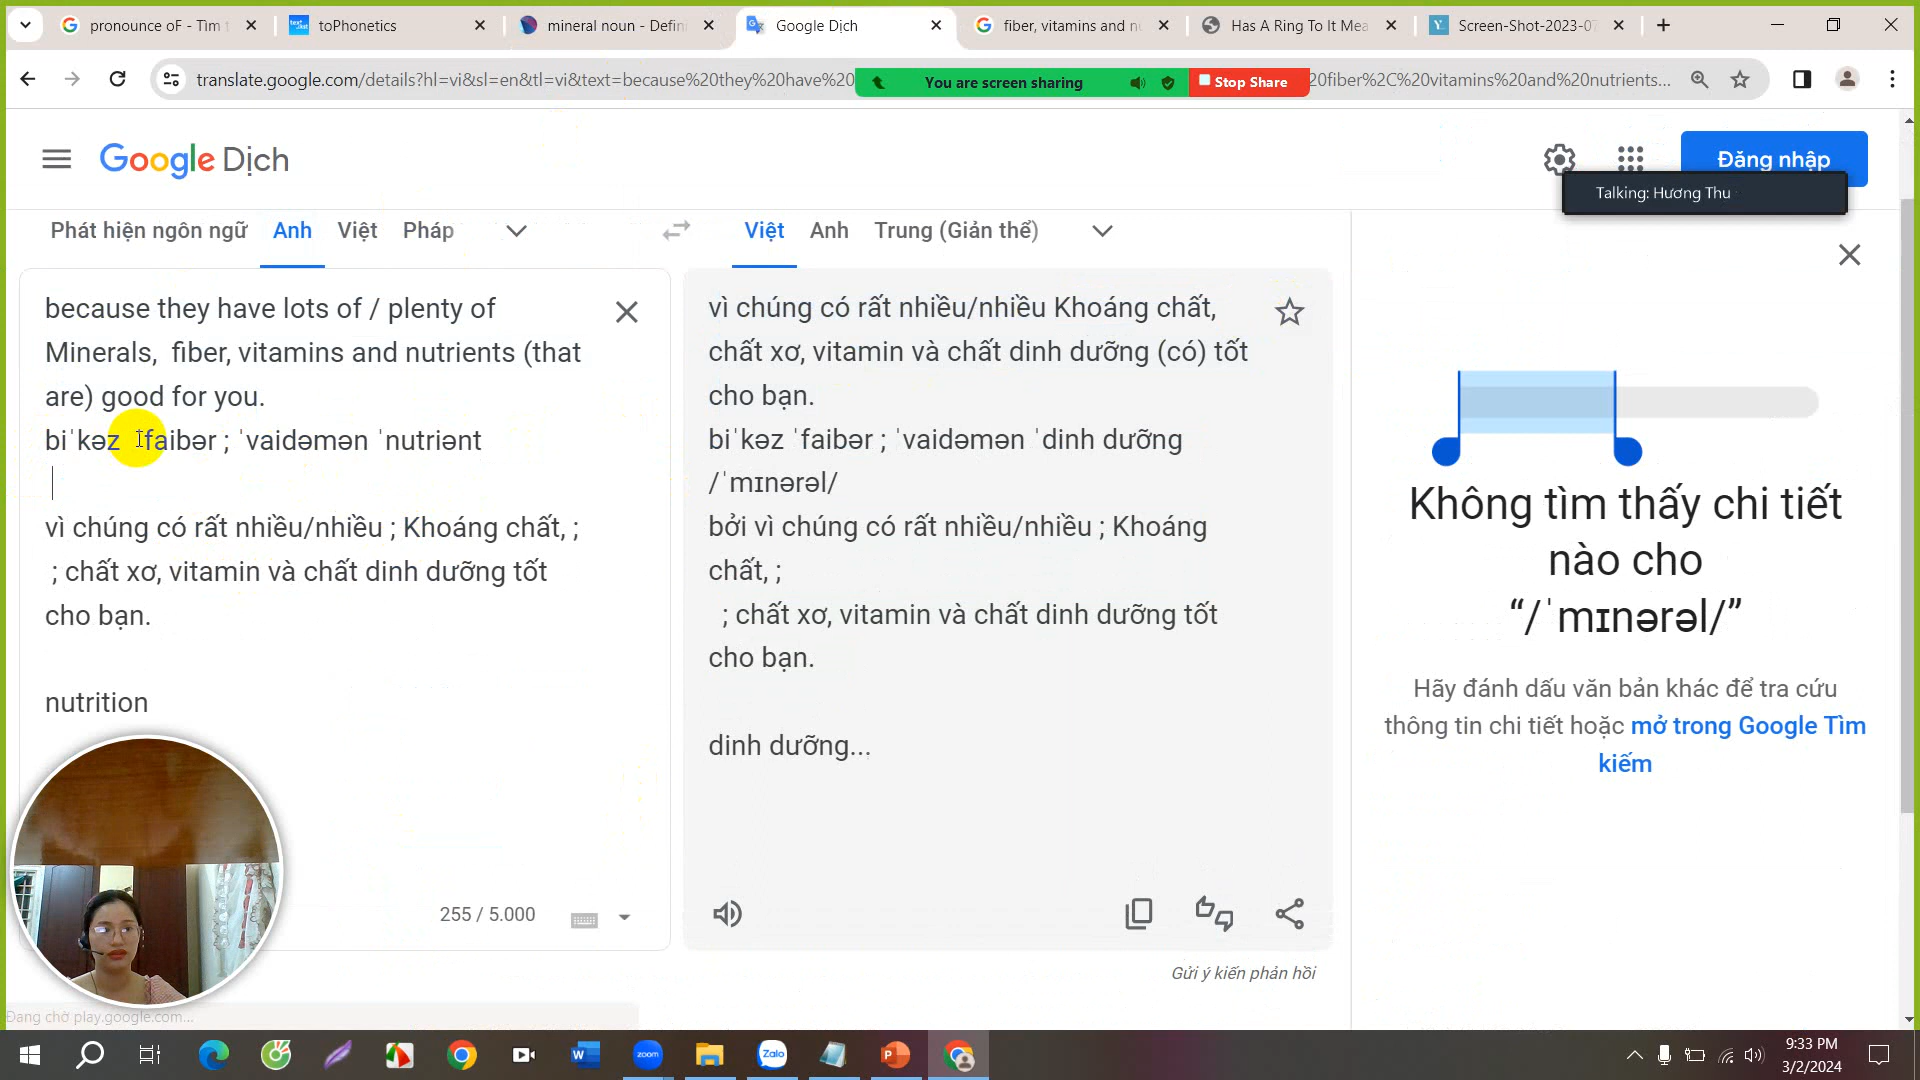 pronounce oF - Tìm t
toPhonetics
mineral noun - Defini
Google Dịch
fiber, vitamins and nu
Has A Ring To It Mea
Screen-Shot-2023-07
translate.google.com/details?hl=vi&sl=en&tl=vi&text=because%20they%20have%20
You are screen sharing
Stop Share
20fiber%2C%20vitamins%20and%20nutrients...
Google Dịch
Đăng nhập
Talking: Hương Thu
Phát hiện ngôn ngữ
Anh
Việt
Pháp
Việt
Anh
Trung (Giản thể)
because they have lots of / plenty of
Minerals,  fiber, vitamins and nutrients (that
are) good for you.
biˈkəz ˈfaibər ; ˈvaidəmən ˈnutriənt
vì chúng có rất nhiều/nhiều ; Khoáng chất, ;
; chất xơ, vitamin và chất dinh dưỡng tốt
cho bạn.
nutrition
255 / 5.000
vì chúng có rất nhiều/nhiều Khoáng chất,
chất xơ, vitamin và chất dinh dưỡng (có) tốt
cho bạn.
biˈkəz ˈfaibər ; ˈvaidəmən ˈdinh dưỡng
/ˈmɪnərəl/
bởi vì chúng có rất nhiều/nhiều ; Khoáng
chất, ;
; chất xơ, vitamin và chất dinh dưỡng tốt
cho bạn.
dinh dưỡng...
Gửi ý kiến phản hồi
Không tìm thấy chi tiết
nào cho
“/ˈmɪnərəl/”
Hãy đánh dấu văn bản khác để tra cứu
thông tin chi tiết hoặc mở trong Google Tìm
kiếm
Đang chờ play.google.com...
zoom
Zalo
9:33 PM
3/2/2024